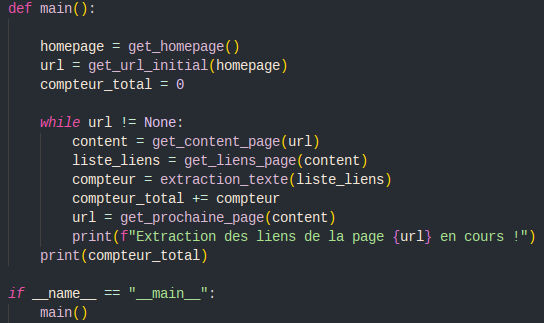 def main():
    homepage = get_homepage()
    url = get_url_initial(homepage)
    compteur_total = 0
    while url != None:
        content = get_content_page(url)
        liste_liens = get_liens_page(content)
        compteur = extraction_texte(liste_liens)
        compteur_total += compteur
        url = get_prochaine_page(content)
        print(f"Extraction des liens de la page {url} en cours !")
    print(compteur_total)
if __name__ == "__main__":
    main()